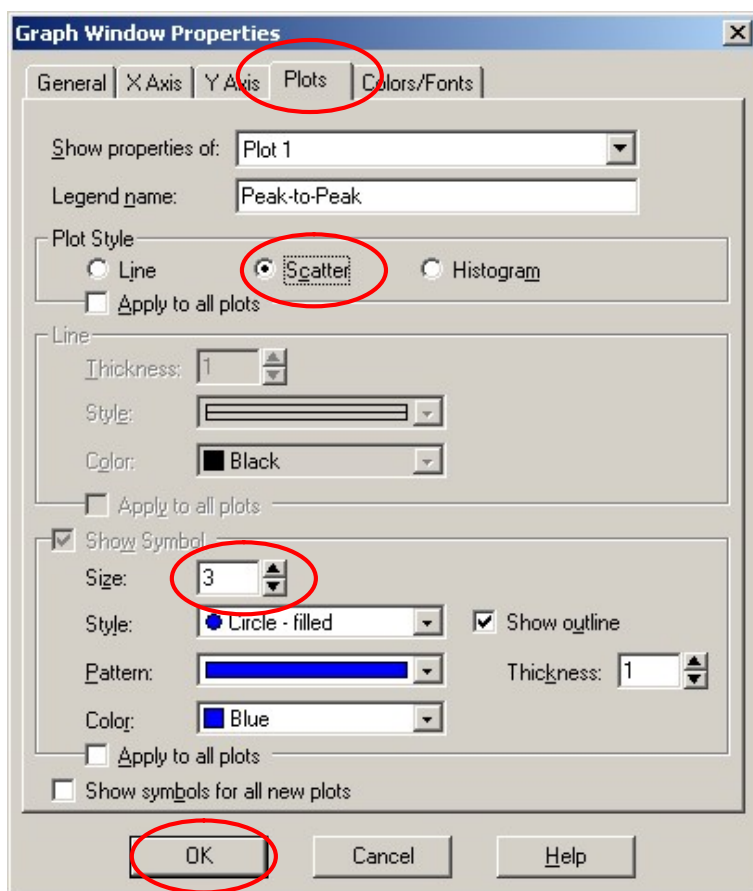 Graph Window Properties
General X Axis Y Axis Plots Colors/Fonts
Show properties of: Plot 1
Legend name: Peak-to-Peak
Plot Style
Line Scatter Histogram
Apply to all plots
Line
Thickness: 1
Style:
Color: Black
Apply to all plots
Show Symbol
Size: 3
Style: Circle - filled Show outline
Pattern: Thickness: 1
Color: Blue
Apply to all plots
Show symbols for all new plots
OK Cancel Help